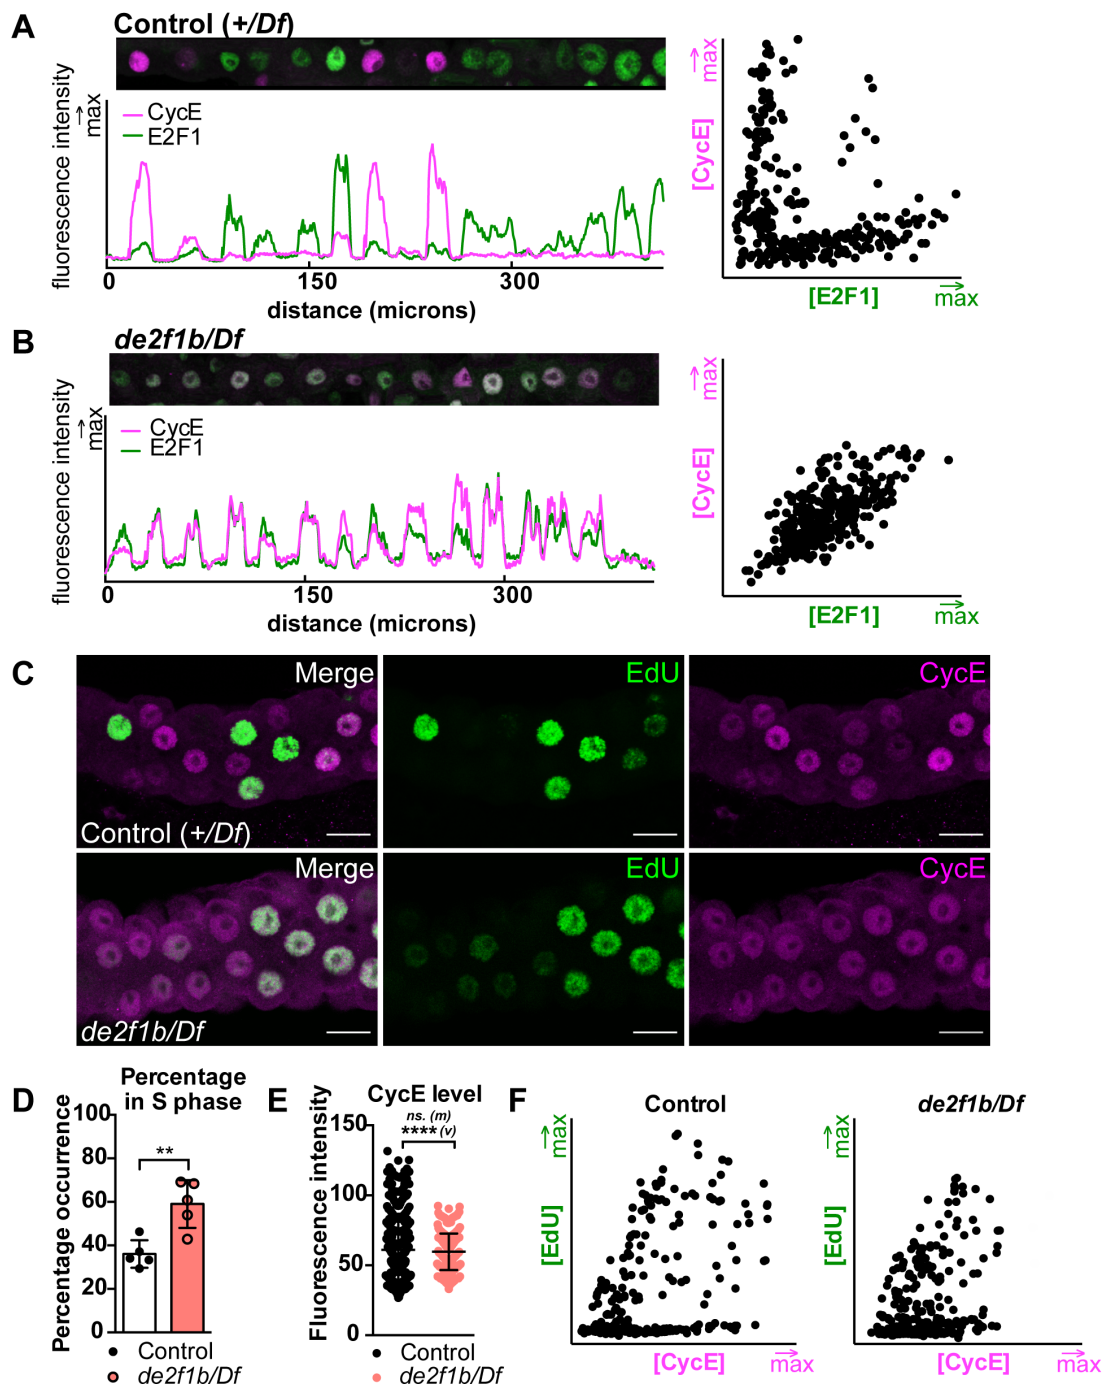 A
Control (+/Df)
fluorescence intensity
→max
CycE
E2F1
0
150
300
distance (microns)
[CycE]
→max
[E2F1]
→max
B
de2f1b/Df
fluorescence intensity
→max
CycE
E2F1
0
150
300
distance (microns)
[CycE]
→max
[E2F1]
→max
C
Merge
EdU
CycE
Control (+/Df)
Merge
EdU
CycE
de2f1b/Df
D
Percentage
in S phase
Percentage occurrence
100
80
60
40
20
0
**
Control
de2f1b/Df
E
CycE level
ns. (m)
**** (v)
Fluorescence intensity
150
100
50
0
Control
de2f1b/Df
F
Control
[EdU]
→max
[CycE]
→max
de2f1b/Df
[EdU]
→max
[CycE]
→max